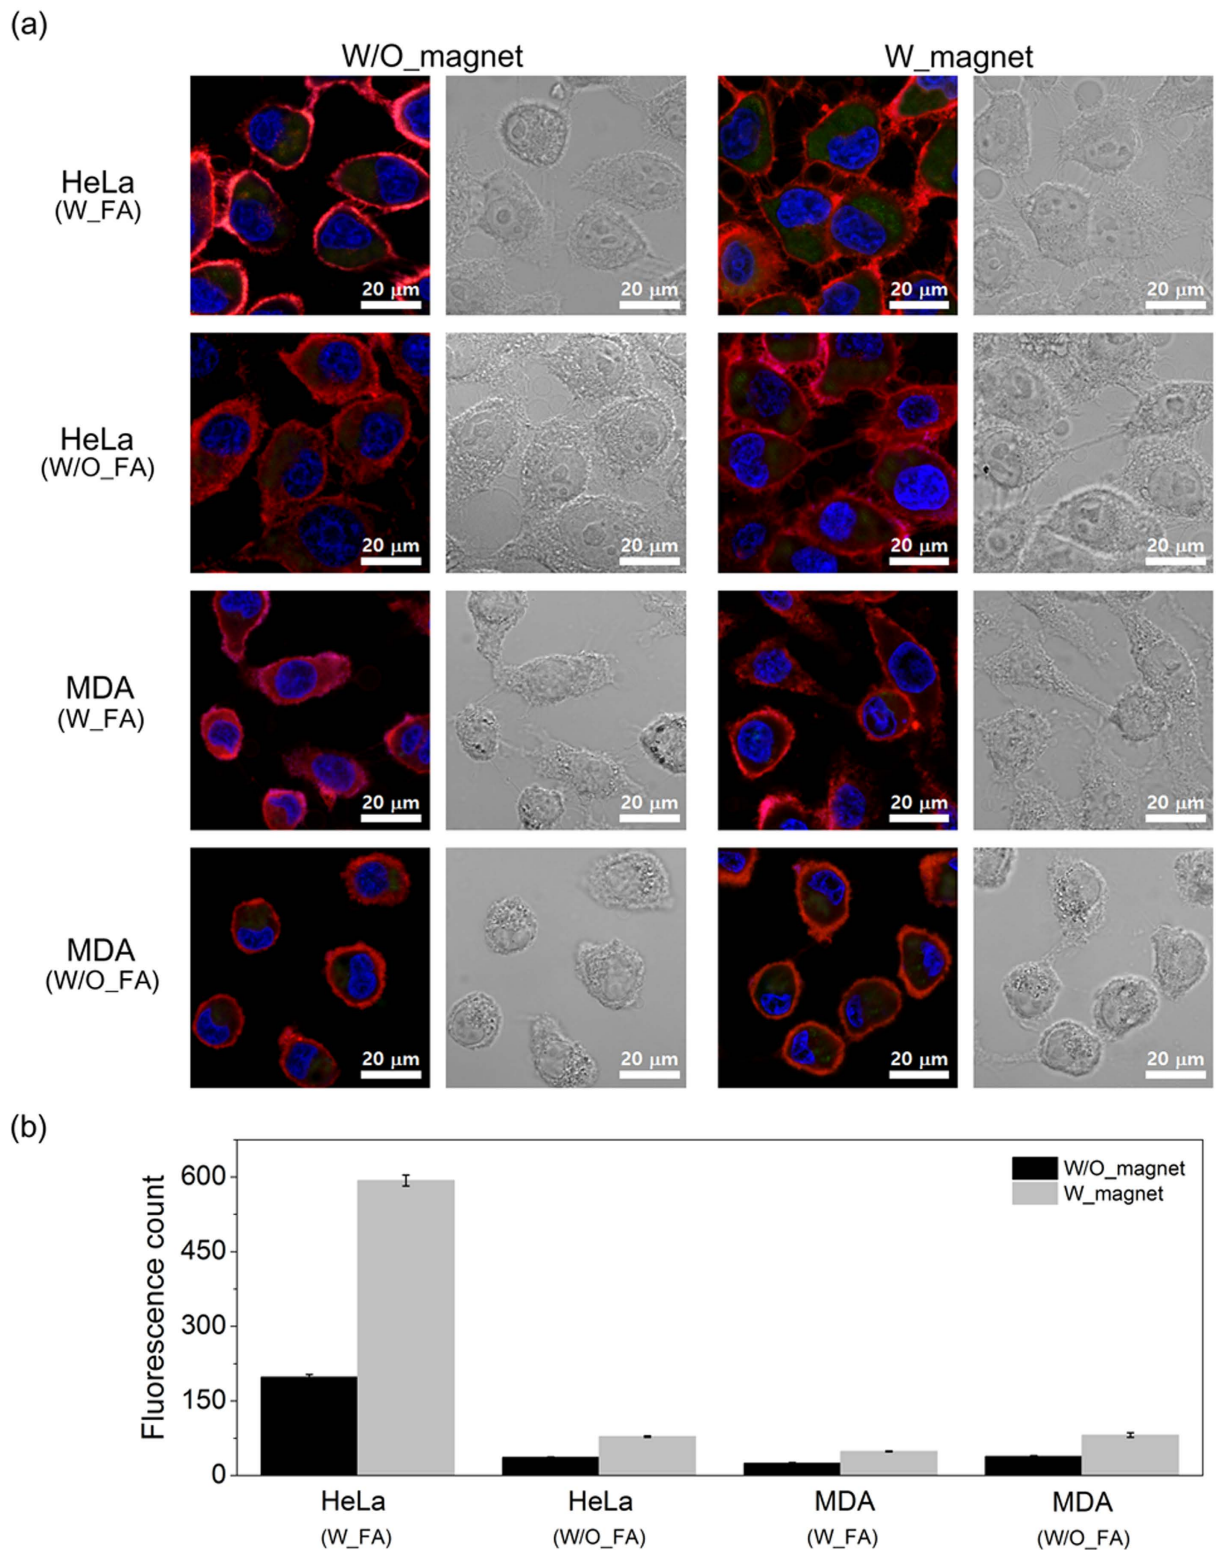 (a)
W/O_magnet W_magnet
HeLa
(W_FA)
20 μm 20 μm 20 μm 20 μm
HeLa
(W/O_FA)
20 μm 20 μm 20 μm 20 μm
MDA
(W_FA)
20 μm 20 μm 20 μm 20 μm
MDA
(W/O_FA)
20 μm 20 μm 20 μm 20 μm
(b)
Fluorescence count
600
450
300
150
0
W/O_magnet
W_magnet
HeLa HeLa MDA MDA
(W_FA) (W/O_FA) (W_FA) (W/O_FA)